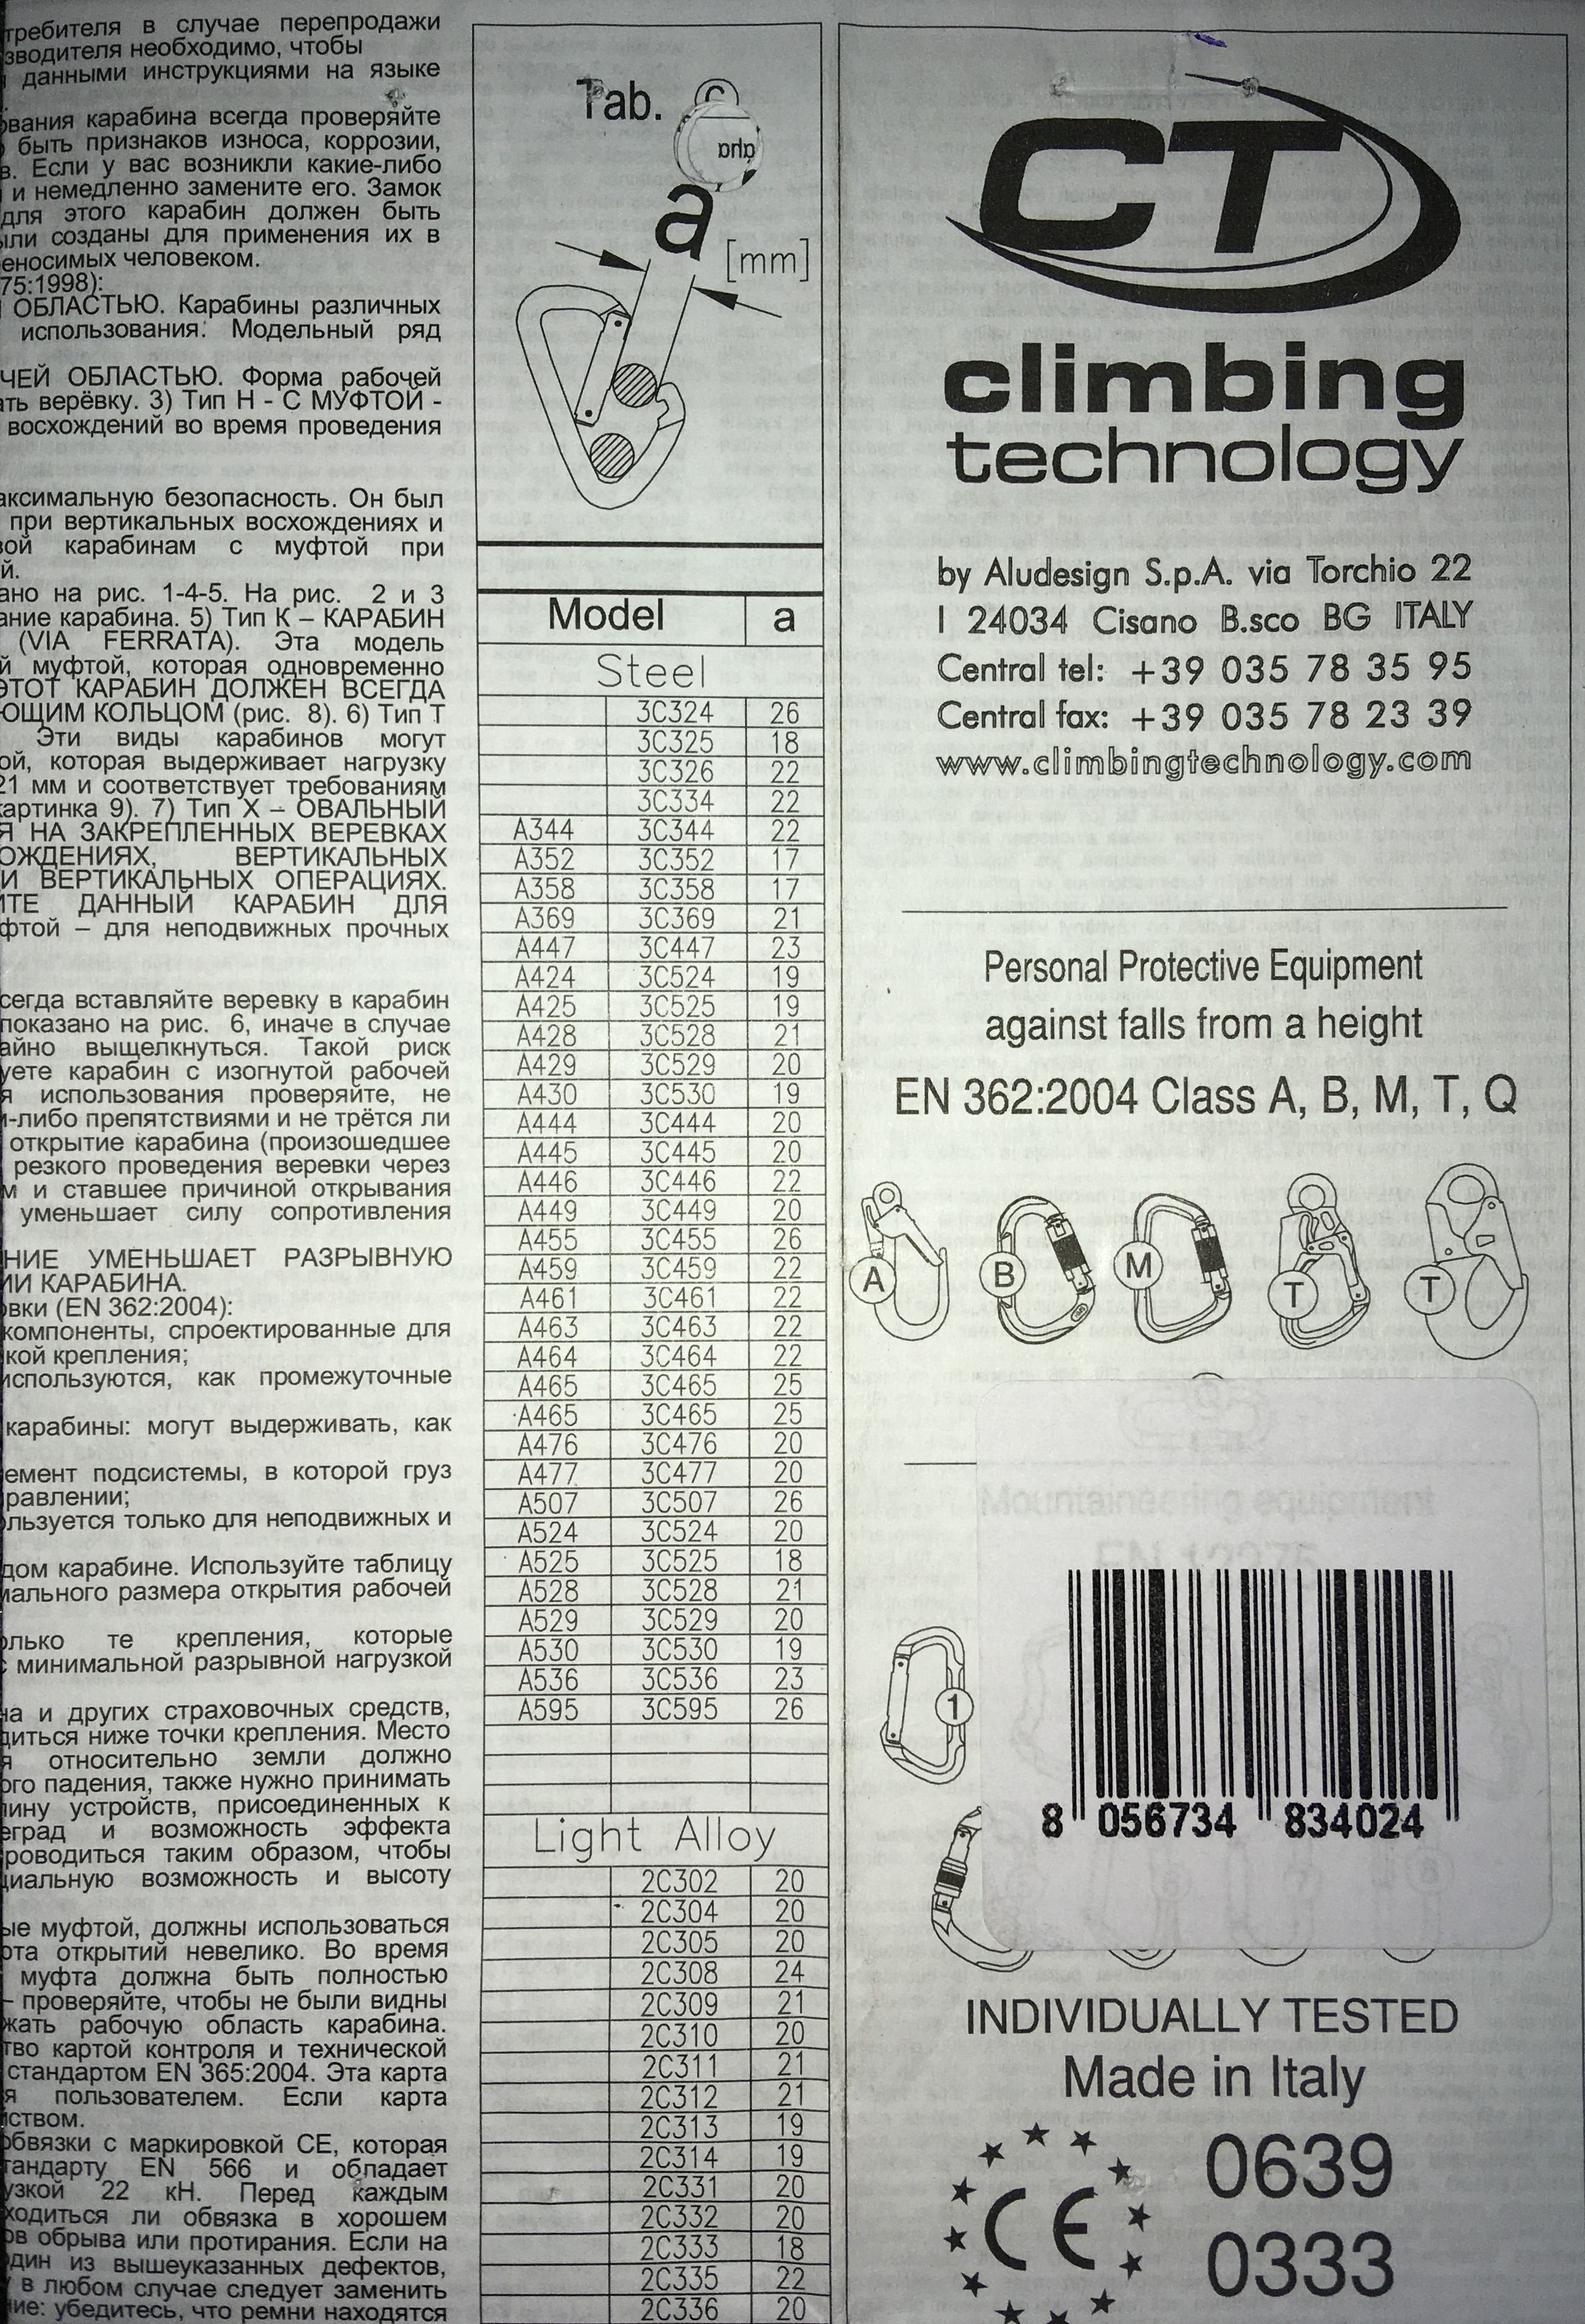 требителя в случае перепродажи
зводителя необходимо, чтобы
данными инструкциями на языке
ования карабина всегда проверяйте
быть признаков износа, коррозии,
в. Если у вас возникли какие-либо
и немедленно замените его. Замок
для этого карабин должен быть
ыли созданы для применения их в
еносимых человеком.
75:1998):
ОБЛАСТЬЮ. Карабины различных
использования. Модельный ряд
ЧЕЙ ОБЛАСТЬЮ. Форма рабочей
ать верёвку. 3) Тип Н - С МУФТОЙ -
восхождений во время проведения
аксимальную безопасность. Он был
при вертикальных восхождениях и
вой карабинам с муфтой при
й.
ано на рис. 1-4-5. На рис. 2 и 3
ание карабина. 5) Тип К – КАРАБИН
(VIA FERRATA). Эта модель
й муфтой, которая одновременно
ЭТОТ КАРАБИН ДОЛЖЕН ВСЕГДА
ЮЩИМ КОЛЬЦОМ (рис. 8). 6) Тип Т
Эти виды карабинов могут
ой, которая выдерживает нагрузку
21 мм и соответствует требованиям
картинка 9). 7) Тип Х – ОВАЛЬНЫЙ
Я НА ЗАКРЕПЛЕННЫХ ВЕРЕВКАХ
ОЖДЕНИЯХ, ВЕРТИКАЛЬНЫХ
И ВЕРТИКАЛЬНЫХ ОПЕРАЦИЯХ.
ИТЕ ДАННЫЙ КАРАБИН ДЛЯ
фтой – для неподвижных прочных
сегда вставляйте веревку в карабин
показано на рис. 6, иначе в случае
айно выщелкнуться. Такой риск
уете карабин с изогнутой рабочей
я использования проверяйте, не
и-либо препятствиями и не трётся ли
открытие карабина (произошедшее
резкого проведения веревки через
м и ставшее причиной открывания
уменьшает силу сопротивления
НИЕ УМЕНЬШАЕТ РАЗРЫВНУЮ
ИИ КАРАБИНА.
овки (EN 362:2004):
компоненты, спроектированные для
кой крепления;
используются, как промежуточные
карабины: могут выдерживать, как
емент подсистемы, в которой груз
равлении;
льзуется только для неподвижных и
дом карабине. Используйте таблицу
мального размера открытия рабочей
олько те крепления, которые
с минимальной разрывной нагрузкой
на и других страховочных средств,
диться ниже точки крепления. Место
я относительно земли должно
ого падения, также нужно принимать
лину устройств, присоединенных к
еград и возможность эффекта
роводиться таким образом, чтобы
циальную возможность и высоту
ые муфтой, должны использоваться
ота открытий невелико. Во время
муфта должна быть полностью
– проверяйте, чтобы не были видны
жать рабочую область карабина.
тво картой контроля и технической
стандартом EN 365:2004. Эта карта
я пользователем. Если карта
йством.
обвязки с маркировкой CE, которая
тандарту EN 566 и обладает
узкой 22 кН. Перед каждым
ходиться ли обвязка в хорошем
ов обрыва или протирания. Если на
один из вышеуказанных дефектов,
в любом случае следует заменить
ие: убедитесь, что ремни находятся
Tab. C
a
[mm]
Model a
Steel
3C324 26
3C325 18
3C326 22
3C334 22
A344 3C344 22
A352 3C352 17
A358 3C358 17
A369 3C369 21
A447 3C447 23
A424 3C524 19
A425 3C525 19
A428 3C528 21
A429 3C529 20
A430 3C530 19
A444 3C444 20
A445 3C445 20
A446 3C446 22
A449 3C449 20
A455 3C455 26
A459 3C459 22
A461 3C461 22
A463 3C463 22
A464 3C464 22
A465 3C465 25
A465 3C465 25
A476 3C476 20
A477 3C477 20
A507 3C507 26
A524 3C524 20
A525 3C525 18
A528 3C528 21
A529 3C529 20
A530 3C530 19
A536 3C536 23
A595 3C595 26
Light Alloy
2C302 20
2C304 20
2C305 20
2C308 24
2C309 21
2C310 20
2C311 21
2C312 21
2C313 19
2C314 19
2C331 20
2C332 20
2C333 18
2C335 22
2C336 20
CT
climbing
technology
by Aludesign S.p.A. via Torchio 22
I 24034 Cisano B.sco BG ITALY
Central tel: +39 035 78 35 95
Central fax: +39 035 78 23 39
www.climbingtechnology.com
Personal Protective Equipment
against falls from a height
EN 362:2004 Class A, B, M, T, Q
A B M T T
Mountaineering equipment
1
8 056734 834024
INDIVIDUALLY TESTED
Made in Italy
CE 0639
0333